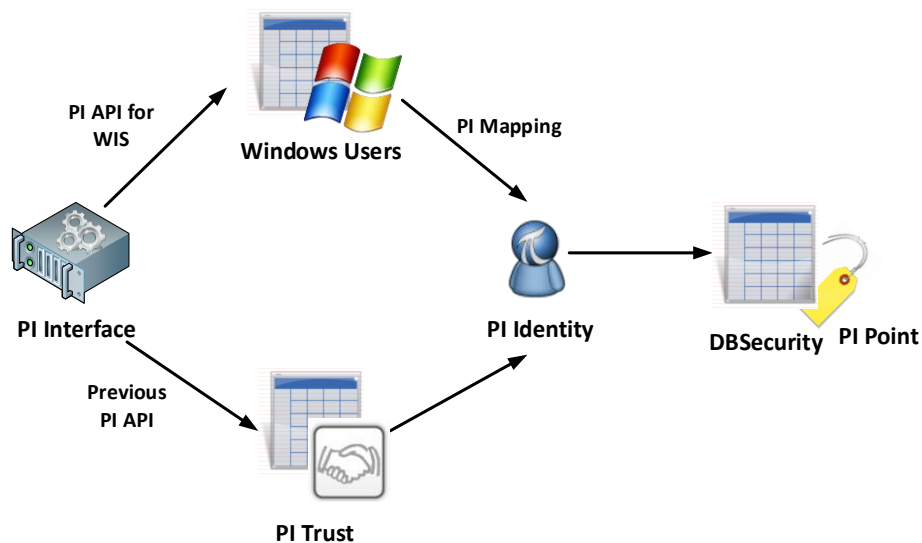 PI API for
WIS
Windows Users
PI Mapping
PI Interface
PI Identity
DBSecurity
PI Point
Previous
PI API
PI Trust